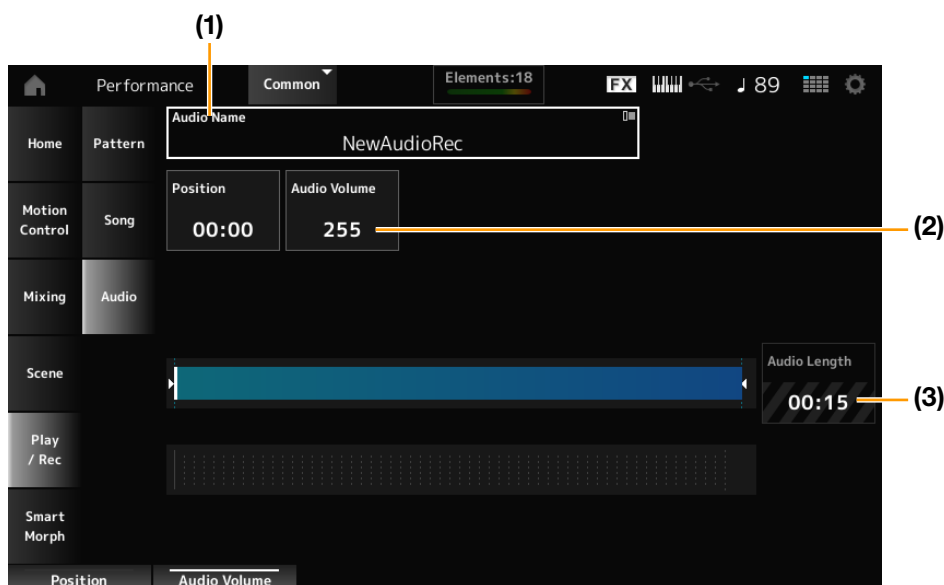 (1)
Performance
Common
Elements:18
FX
89
Home
Pattern
Audio Name
NewAudioRec
Motion
Control
Song
Position
00:00
Audio Volume
255
(2)
Mixing
Audio
Scene
Audio Length
00:15
(3)
Play
/ Rec
Smart
Morph
Position
Audio Volume